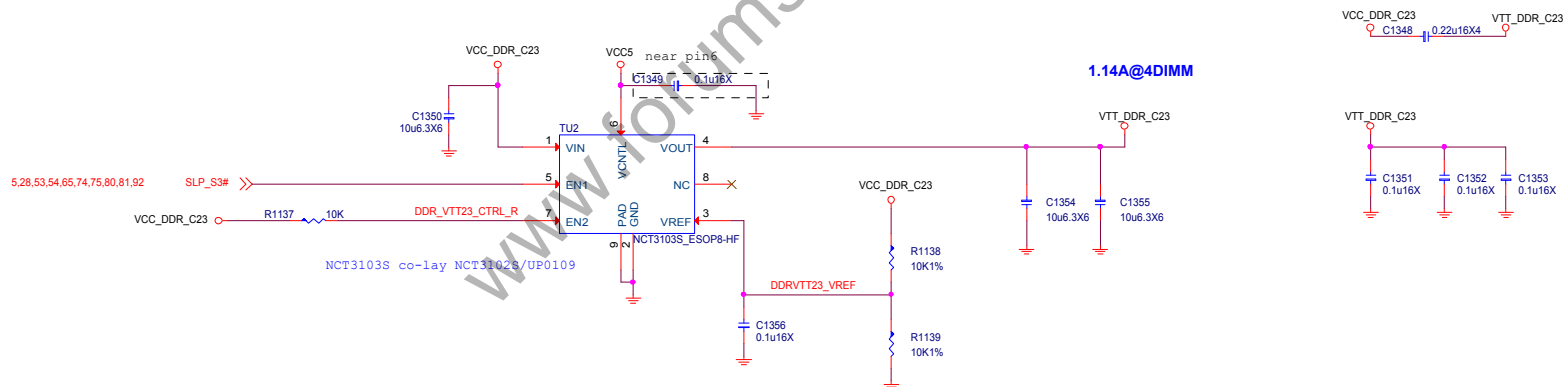 VCC_DDR_C23
VTT_DDR_C23
C1348
0.22u16X4
VCC_DDR_C23
VCC5
near pin6
C1349
0.1u16X
1.14A@4DIMM
C1350
10u6.3X6
TU2
6
VTT_DDR_C23
VTT_DDR_C23
1
VIN
VCNTL
VOUT
4
5,28,53,54,65,74,75,80,81,92
SLP_S3#
5
EN1
NC
8
VCC_DDR_C23
C1351
0.1u16X
C1352
0.1u16X
C1353
0.1u16X
VCC_DDR_C23
R1137
10K
DDR_VTT23_CTRL_R
7
EN2
PAD
GND
VREF
3
C1354
10u6.3X6
C1355
10u6.3X6
9
2
NCT3103S_ESOP8-HF
NCT3103S co-lay NCT3102S/UP0109
R1138
10K1%
DDRVTT23_VREF
C1356
0.1u16X
R1139
10K1%
www.forums